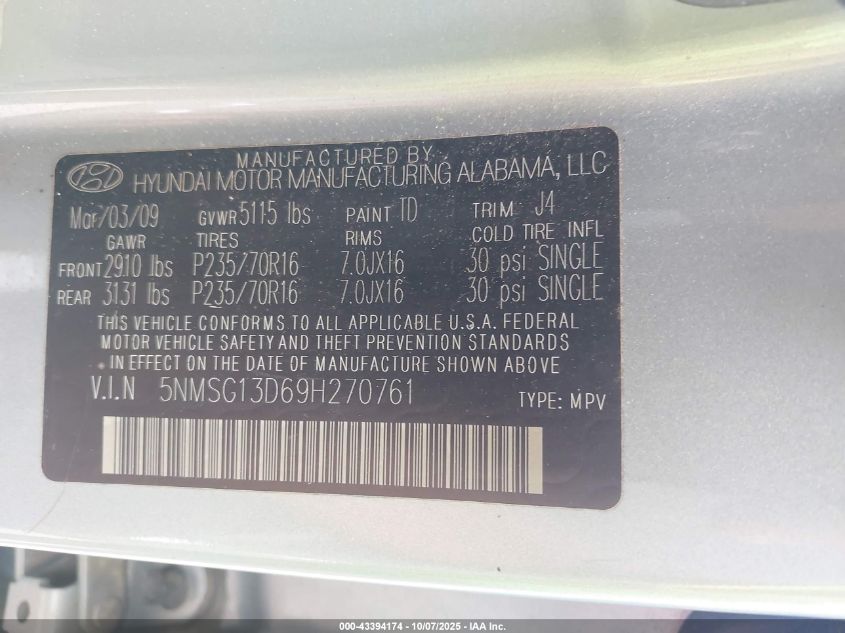 MANUFACTURED BY
HYUNDAI MOTOR MANUFACTURING ALABAMA, LLC
MOF/03/09 GVWR 5115 lbs PAINT TD TRIM J4
GAWR TIRES RIMS COLD TIRE INFL
FRONT 2910 lbs P235/70R16 7.0JX16 30 psi SINGLE
REAR 3131 lbs P235/70R16 7.0JX16 30 psi SINGLE
THIS VEHICLE CONFORMS TO ALL APPLICABLE U.S.A. FEDERAL
MOTOR VEHICLE SAFETY AND THEFT PREVENTION STANDARDS
IN EFFECT ON THE DATE OF MANUFACTURE SHOWN ABOVE
V.I.N 5NMSG13D69H270761 TYPE: MPV
000-43394174 - 10/07/2025 - IAA Inc.